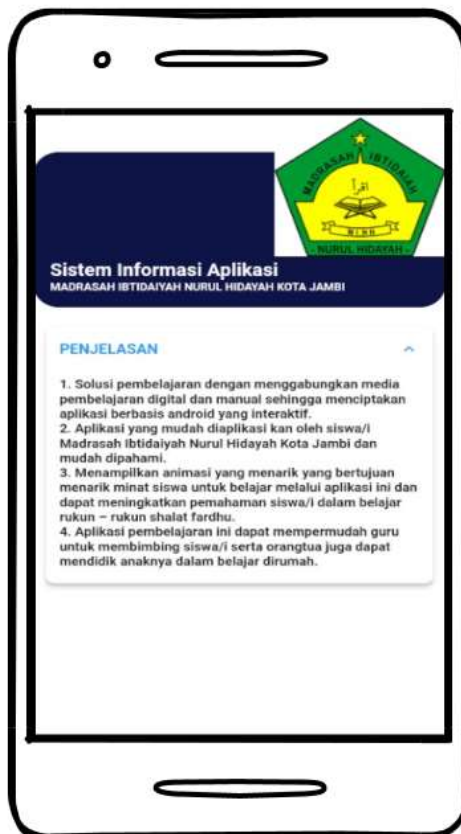 MADRASAH IBTIDAIAH
اقرأ
NURUL HIDAYAH
Sistem Informasi Aplikasi
MADRASAH IBTIDAIYAH NURUL HIDAYAH KOTA JAMBI
PENJELASAN
1. Solusi pembelajaran dengan menggabungkan media
pembelajaran digital dan manual sehingga menciptakan
aplikasi berbasis android yang interaktif.
2. Aplikasi yang mudah diaplikasi kan oleh siswa/i
Madrasah Ibtidaiyah Nurul Hidayah Kota Jambi dan
mudah dipahami.
3. Menampilkan animasi yang menarik yang bertujuan
menarik minat siswa untuk belajar melalui aplikasi ini dan
dapat meningkatkan pemahaman siswa/i dalam belajar
rukun – rukun shalat fardhu.
4. Aplikasi pembelajaran ini dapat mempermudah guru
untuk membimbing siswa/i serta orangtua juga dapat
mendidik anaknya dalam belajar dirumah.